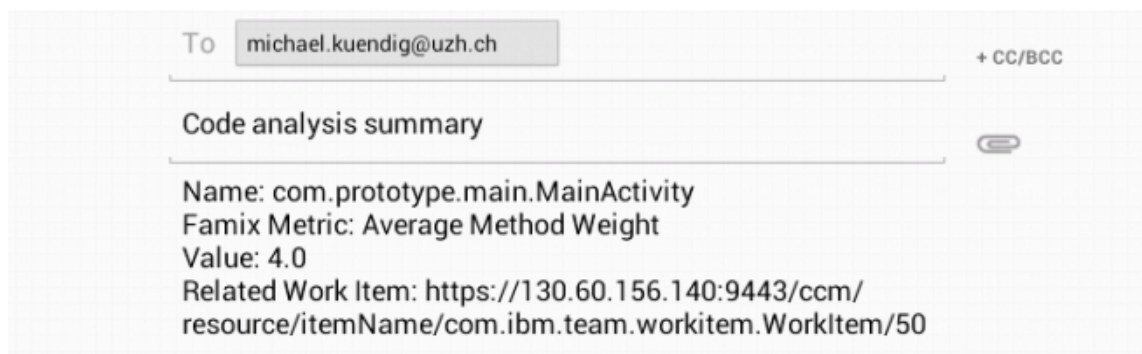 To michael.kuendig@uzh.ch
+ CC/BCC
Code analysis summary
Name: com.prototype.main.MainActivity
Famix Metric: Average Method Weight
Value: 4.0
Related Work Item: https://130.60.156.140:9443/ccm/
resource/itemName/com.ibm.team.workitem.WorkItem/50